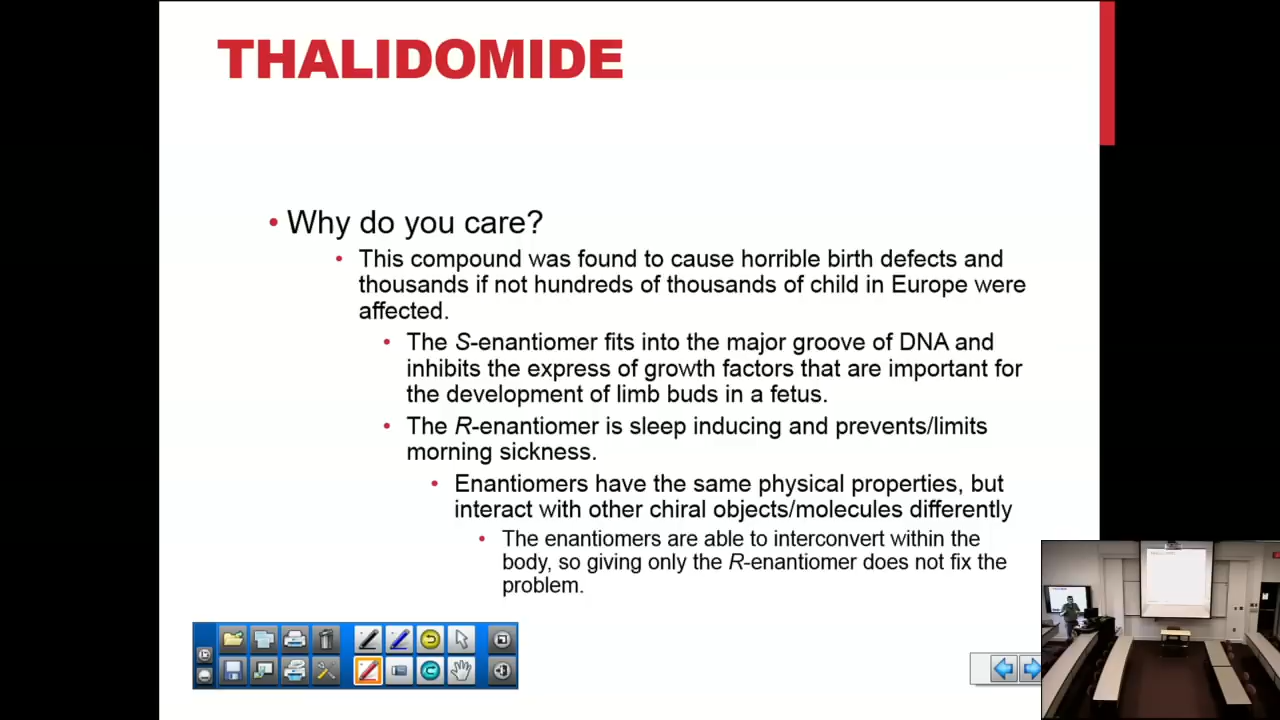 THALIDOMIDE
• Why do you care?
• This compound was found to cause horrible birth defects and
thousands if not hundreds of thousands of child in Europe were
affected.
• The S-enantiomer fits into the major groove of DNA and
inhibits the express of growth factors that are important for
the development of limb buds in a fetus.
• The R-enantiomer is sleep inducing and prevents/limits
morning sickness.
• Enantiomers have the same physical properties, but
interact with other chiral objects/molecules differently
• The enantiomers are able to interconvert within the
body, so giving only the R-enantiomer does not fix the
problem.